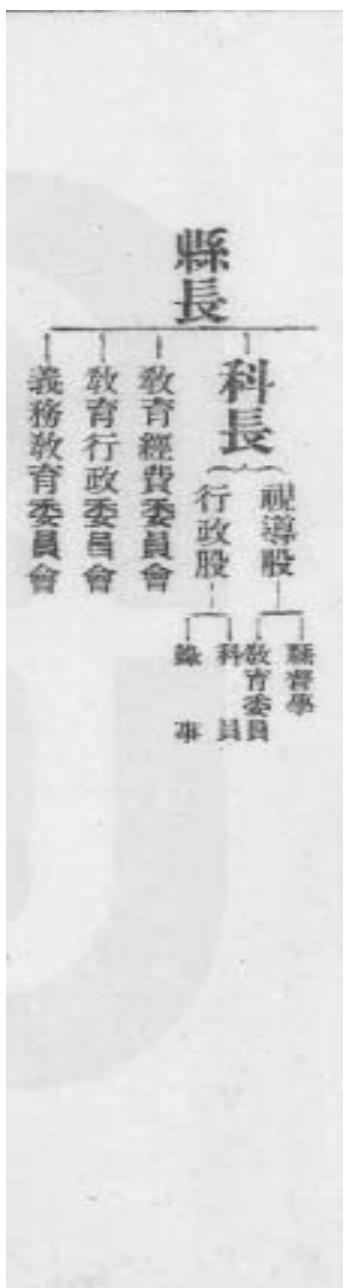 縣長
科長
視導股
縣督學
教育委員
行政股
科員
錄事
教育經費委員會
教育行政委員會
義務教育委員會